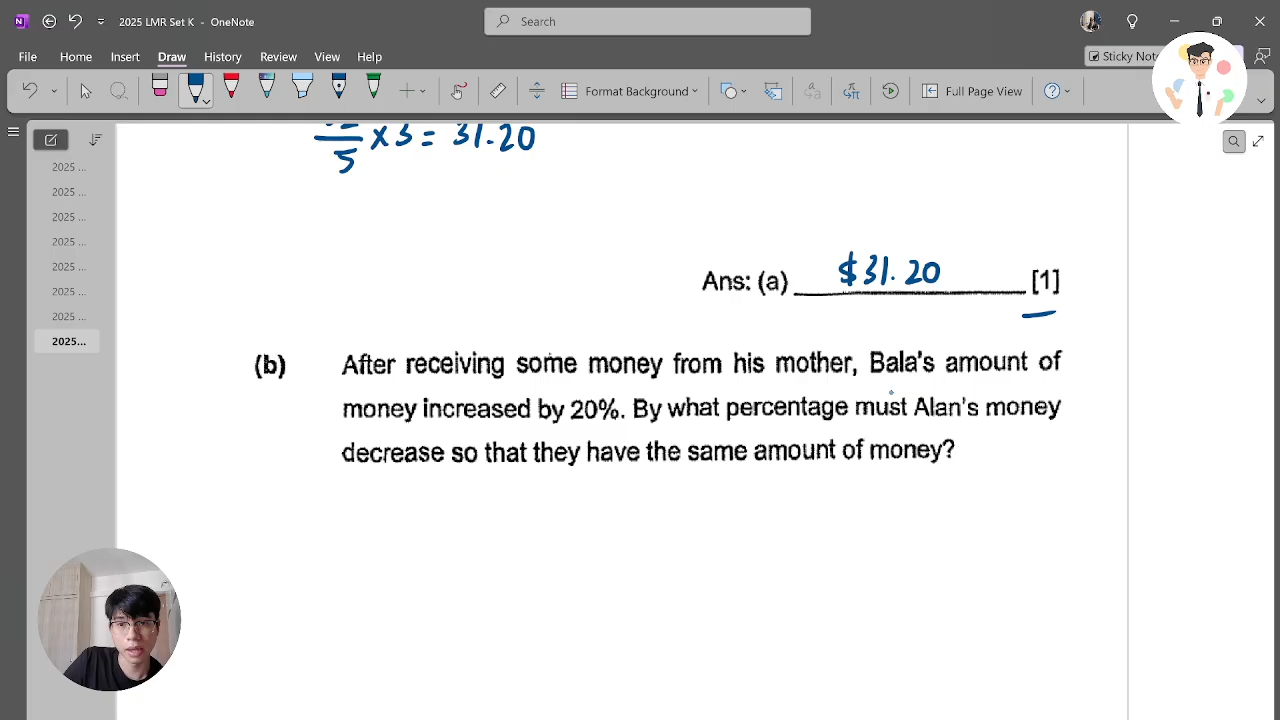 2025 LMR Set K - OneNote
Search
File Home Insert Draw History Review View Help
Sticky Not
Format Background
Full Page View
5 × 3 = 31.20
2025 ...
2025 ...
2025 ...
2025 ...
2025 ...
2025 ...
2025 ...
2025...
Ans: (a) $31.20 [1]
(b) After receiving some money from his mother, Bala's amount of
money increased by 20%. By what percentage must Alan's money
decrease so that they have the same amount of money?